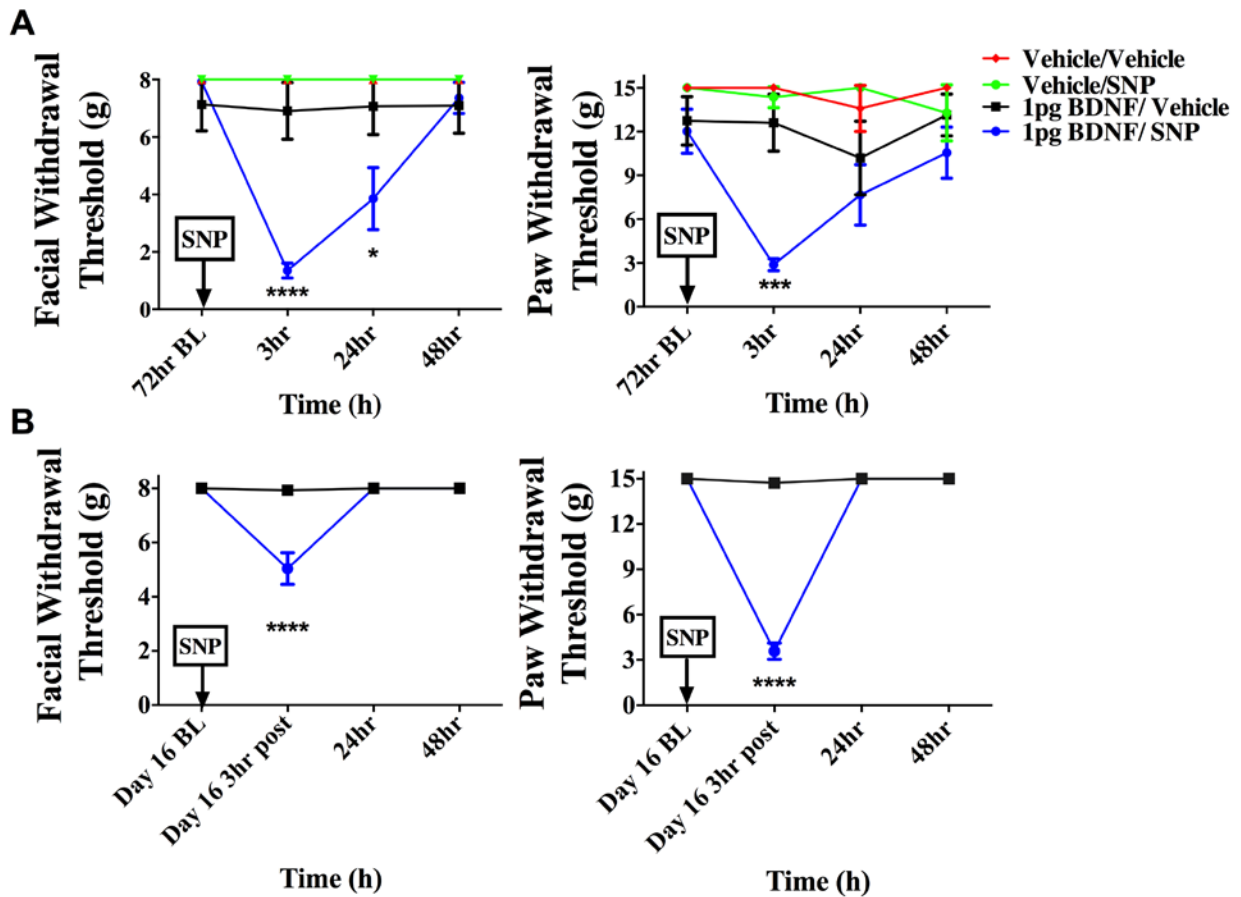 A
Facial Withdrawal
Threshold (g)
8
6
4
2
0
SNP
****
*
72hr BL
3hr
24hr
48hr
Time (h)
Paw Withdrawal
Threshold (g)
15
12
9
6
3
0
SNP
***
72hr BL
3hr
24hr
48hr
Time (h)
Vehicle/Vehicle
Vehicle/SNP
1pg BDNF/ Vehicle
1pg BDNF/ SNP
B
Facial Withdrawal
Threshold (g)
8
6
4
2
0
SNP
****
Day 16 BL
Day 16 3hr post
24hr
48hr
Time (h)
Paw Withdrawal
Threshold (g)
15
12
9
6
3
0
SNP
****
Day 16 BL
Day 16 3hr post
24hr
48hr
Time (h)